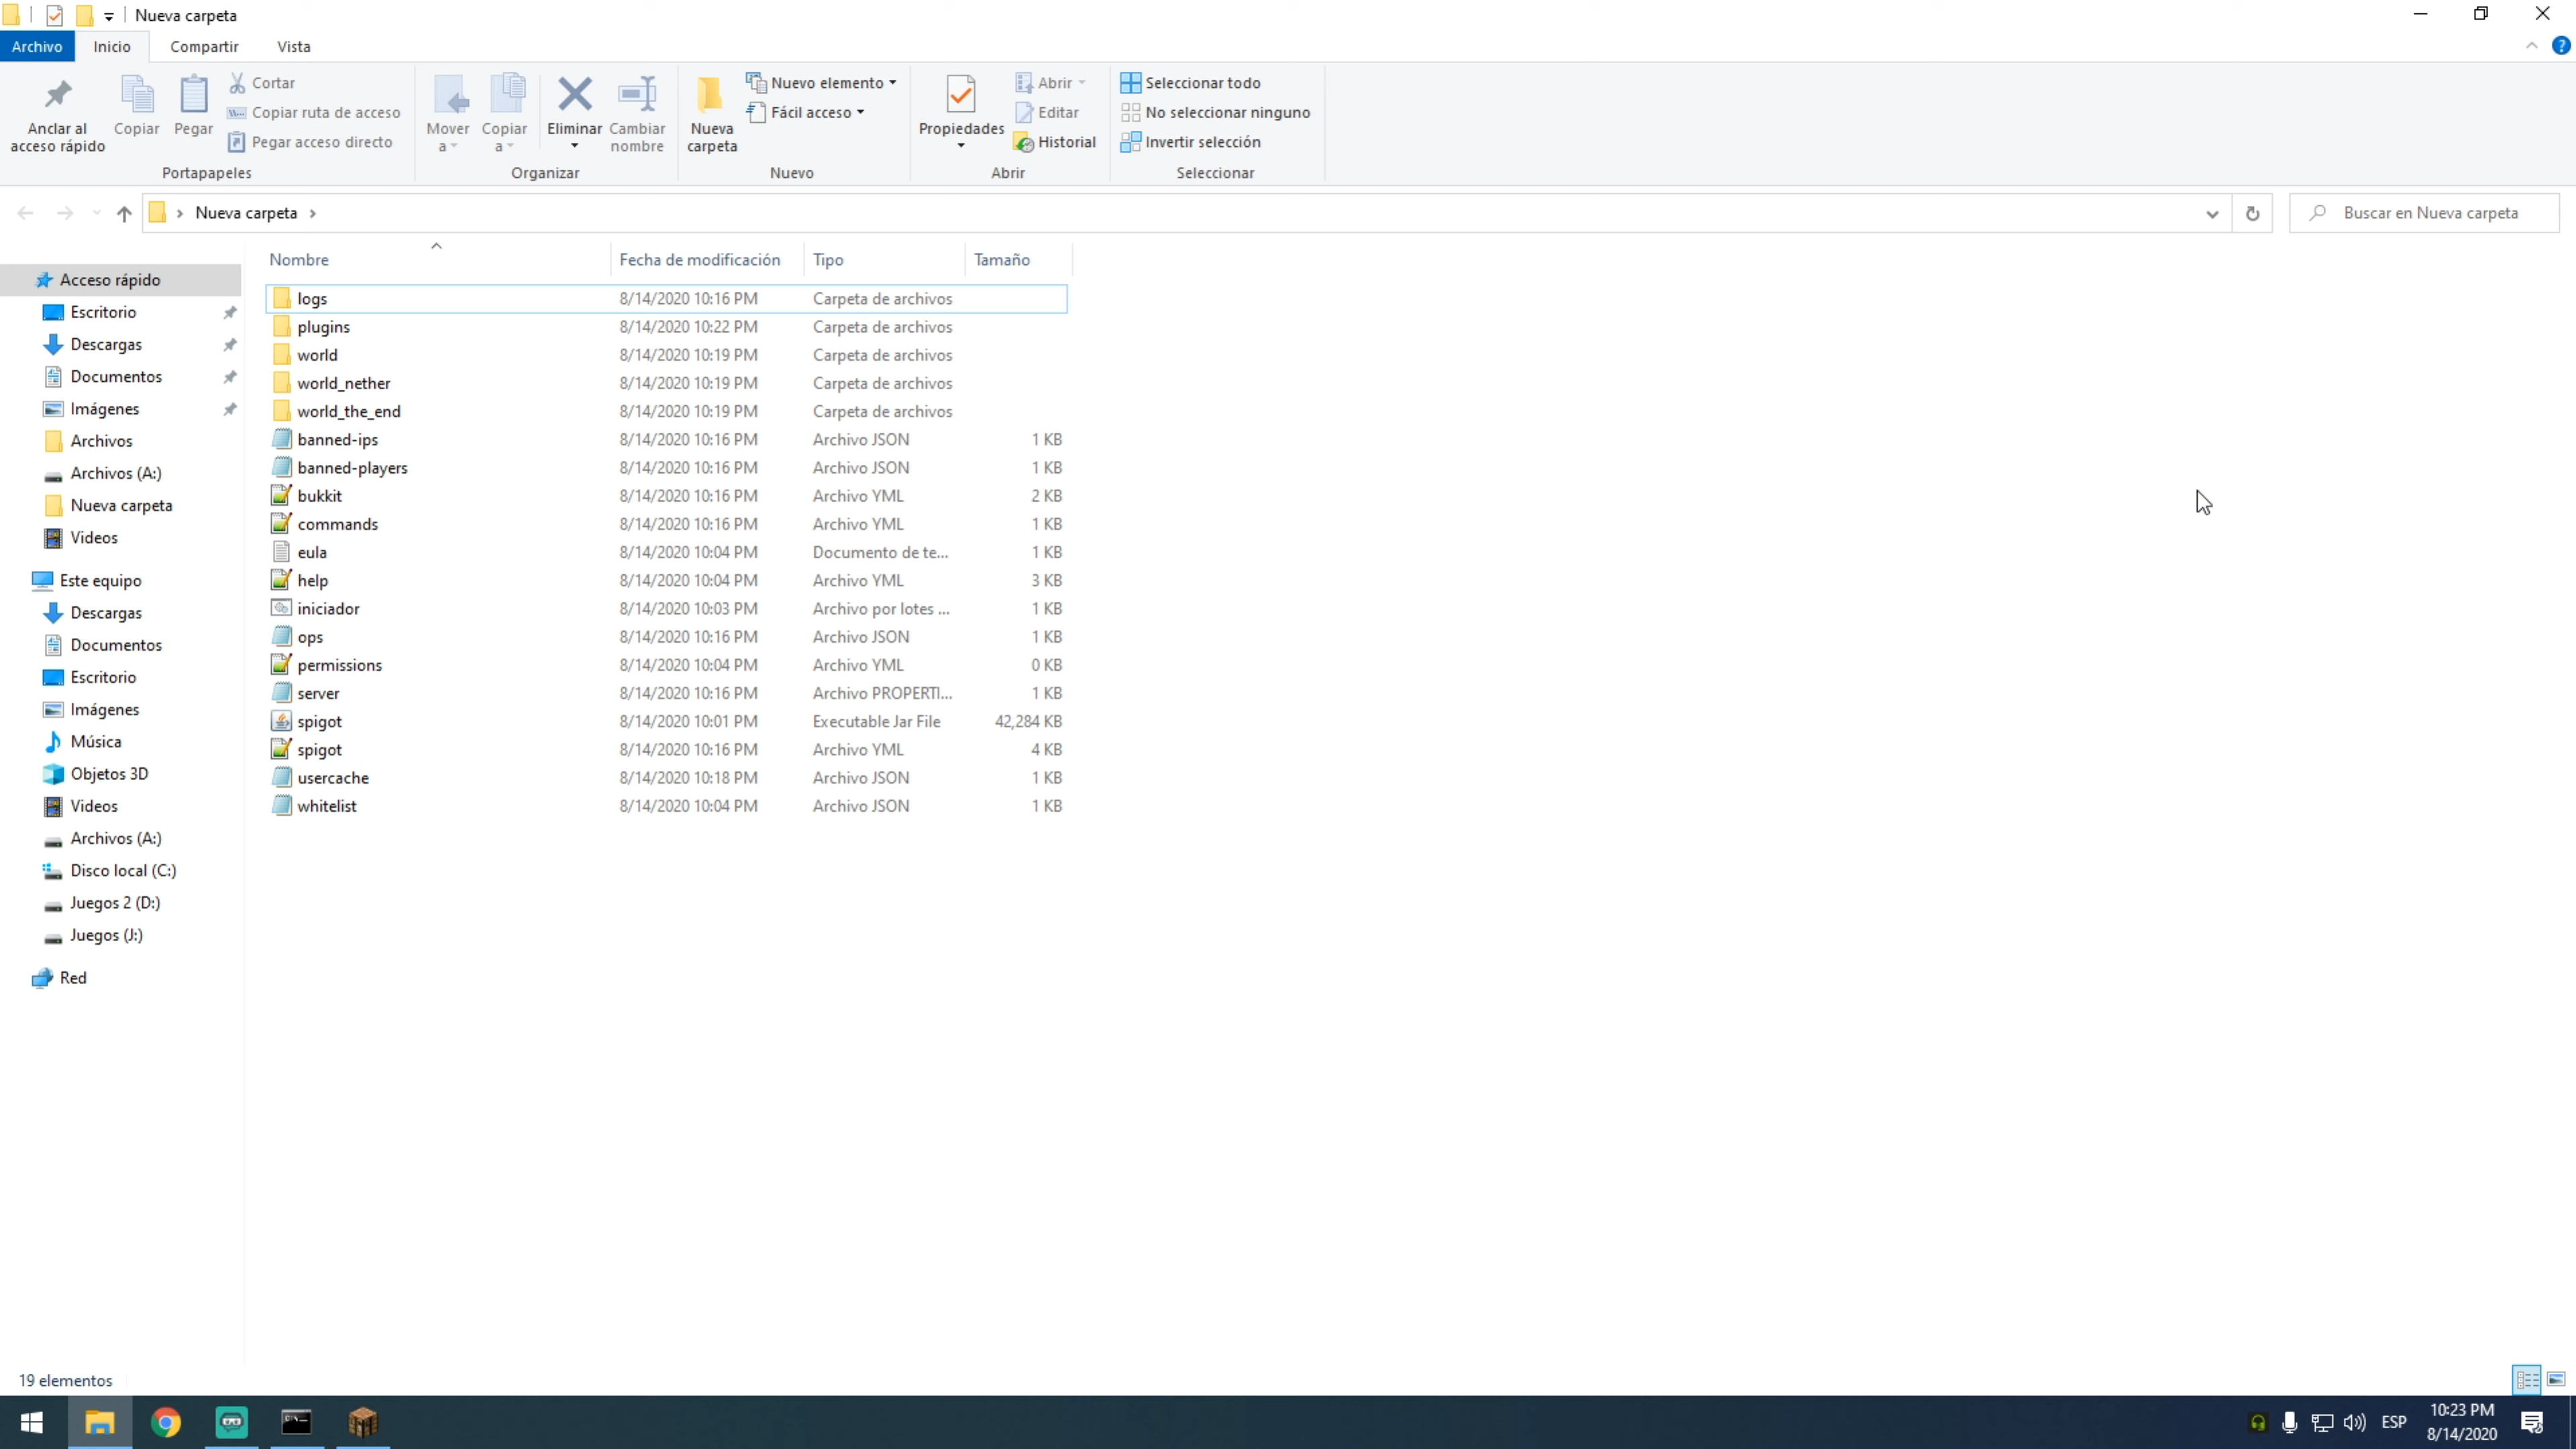 Nueva carpeta
Archivo Inicio Compartir Vista
Anclar al acceso rápido
Copiar
Pegar
Cortar
Copiar ruta de acceso
Pegar acceso directo
Portapapeles
Mover a
Copiar a
Eliminar
Cambiar nombre
Organizar
Nueva carpeta
Nuevo elemento
Fácil acceso
Nuevo
Propiedades
Abrir
Editar
Historial
Abrir
Seleccionar todo
No seleccionar ninguno
Invertir selección
Seleccionar
Nueva carpeta
Buscar en Nueva carpeta
Acceso rápido
Escritorio
Descargas
Documentos
Imágenes
Archivos
Archivos (A:)
Nueva carpeta
Videos
Este equipo
Descargas
Documentos
Escritorio
Imágenes
Música
Objetos 3D
Videos
Archivos (A:)
Disco local (C:)
Juegos 2 (D:)
Juegos (J:)
Red
Nombre Fecha de modificación Tipo Tamaño
logs 8/14/2020 10:16 PM Carpeta de archivos
plugins 8/14/2020 10:22 PM Carpeta de archivos
world 8/14/2020 10:19 PM Carpeta de archivos
world_nether 8/14/2020 10:19 PM Carpeta de archivos
world_the_end 8/14/2020 10:19 PM Carpeta de archivos
banned-ips 8/14/2020 10:16 PM Archivo JSON 1 KB
banned-players 8/14/2020 10:16 PM Archivo JSON 1 KB
bukkit 8/14/2020 10:16 PM Archivo YML 2 KB
commands 8/14/2020 10:16 PM Archivo YML 1 KB
eula 8/14/2020 10:04 PM Documento de te... 1 KB
help 8/14/2020 10:04 PM Archivo YML 3 KB
iniciador 8/14/2020 10:03 PM Archivo por lotes ... 1 KB
ops 8/14/2020 10:16 PM Archivo JSON 1 KB
permissions 8/14/2020 10:04 PM Archivo YML 0 KB
server 8/14/2020 10:16 PM Archivo PROPERTI... 1 KB
spigot 8/14/2020 10:01 PM Executable Jar File 42,284 KB
spigot 8/14/2020 10:16 PM Archivo YML 4 KB
usercache 8/14/2020 10:18 PM Archivo JSON 1 KB
whitelist 8/14/2020 10:04 PM Archivo JSON 1 KB
19 elementos
ESP
10:23 PM
8/14/2020